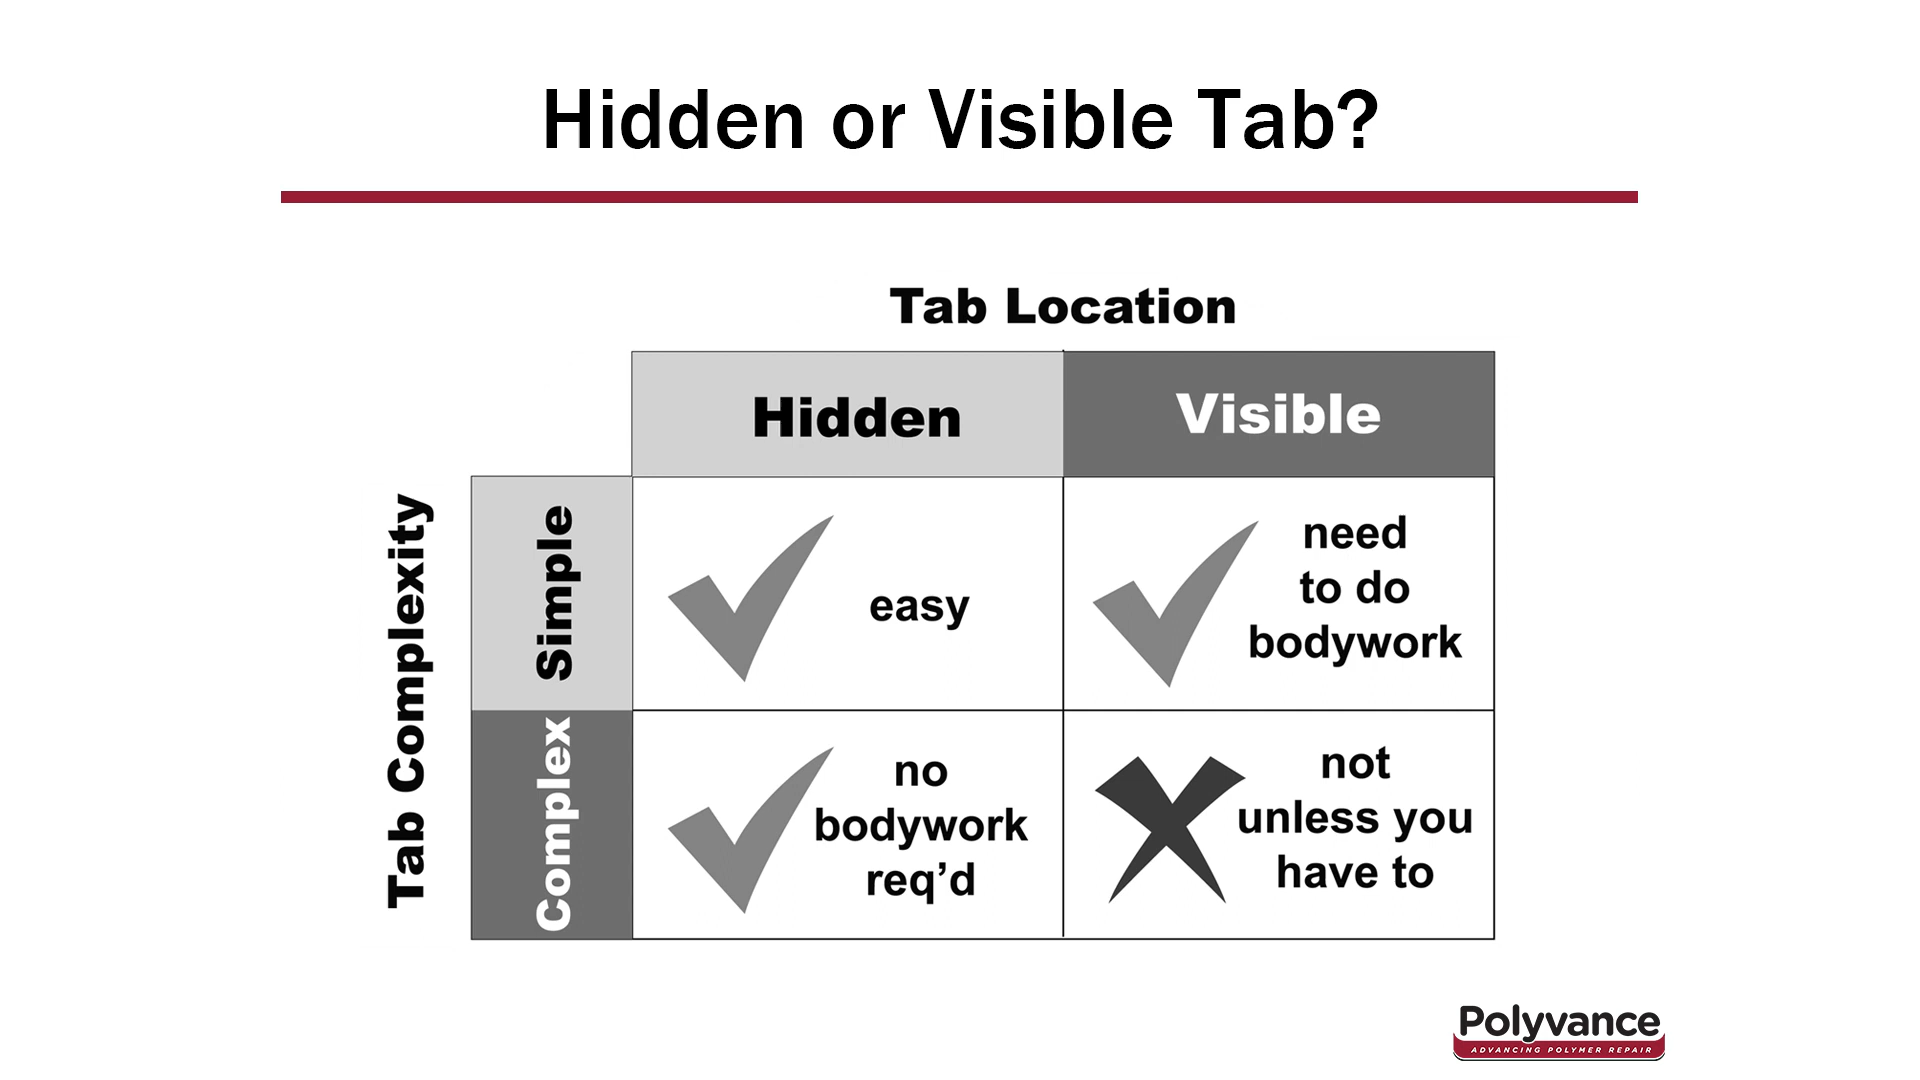 Hidden or Visible Tab?
Tab Location
Hidden
Visible
Tab Complexity
Simple
easy
need
to do
bodywork
Complex
no
bodywork
req’d
not
unless you
have to
Polyvance
ADVANCING POLYMER REPAIR